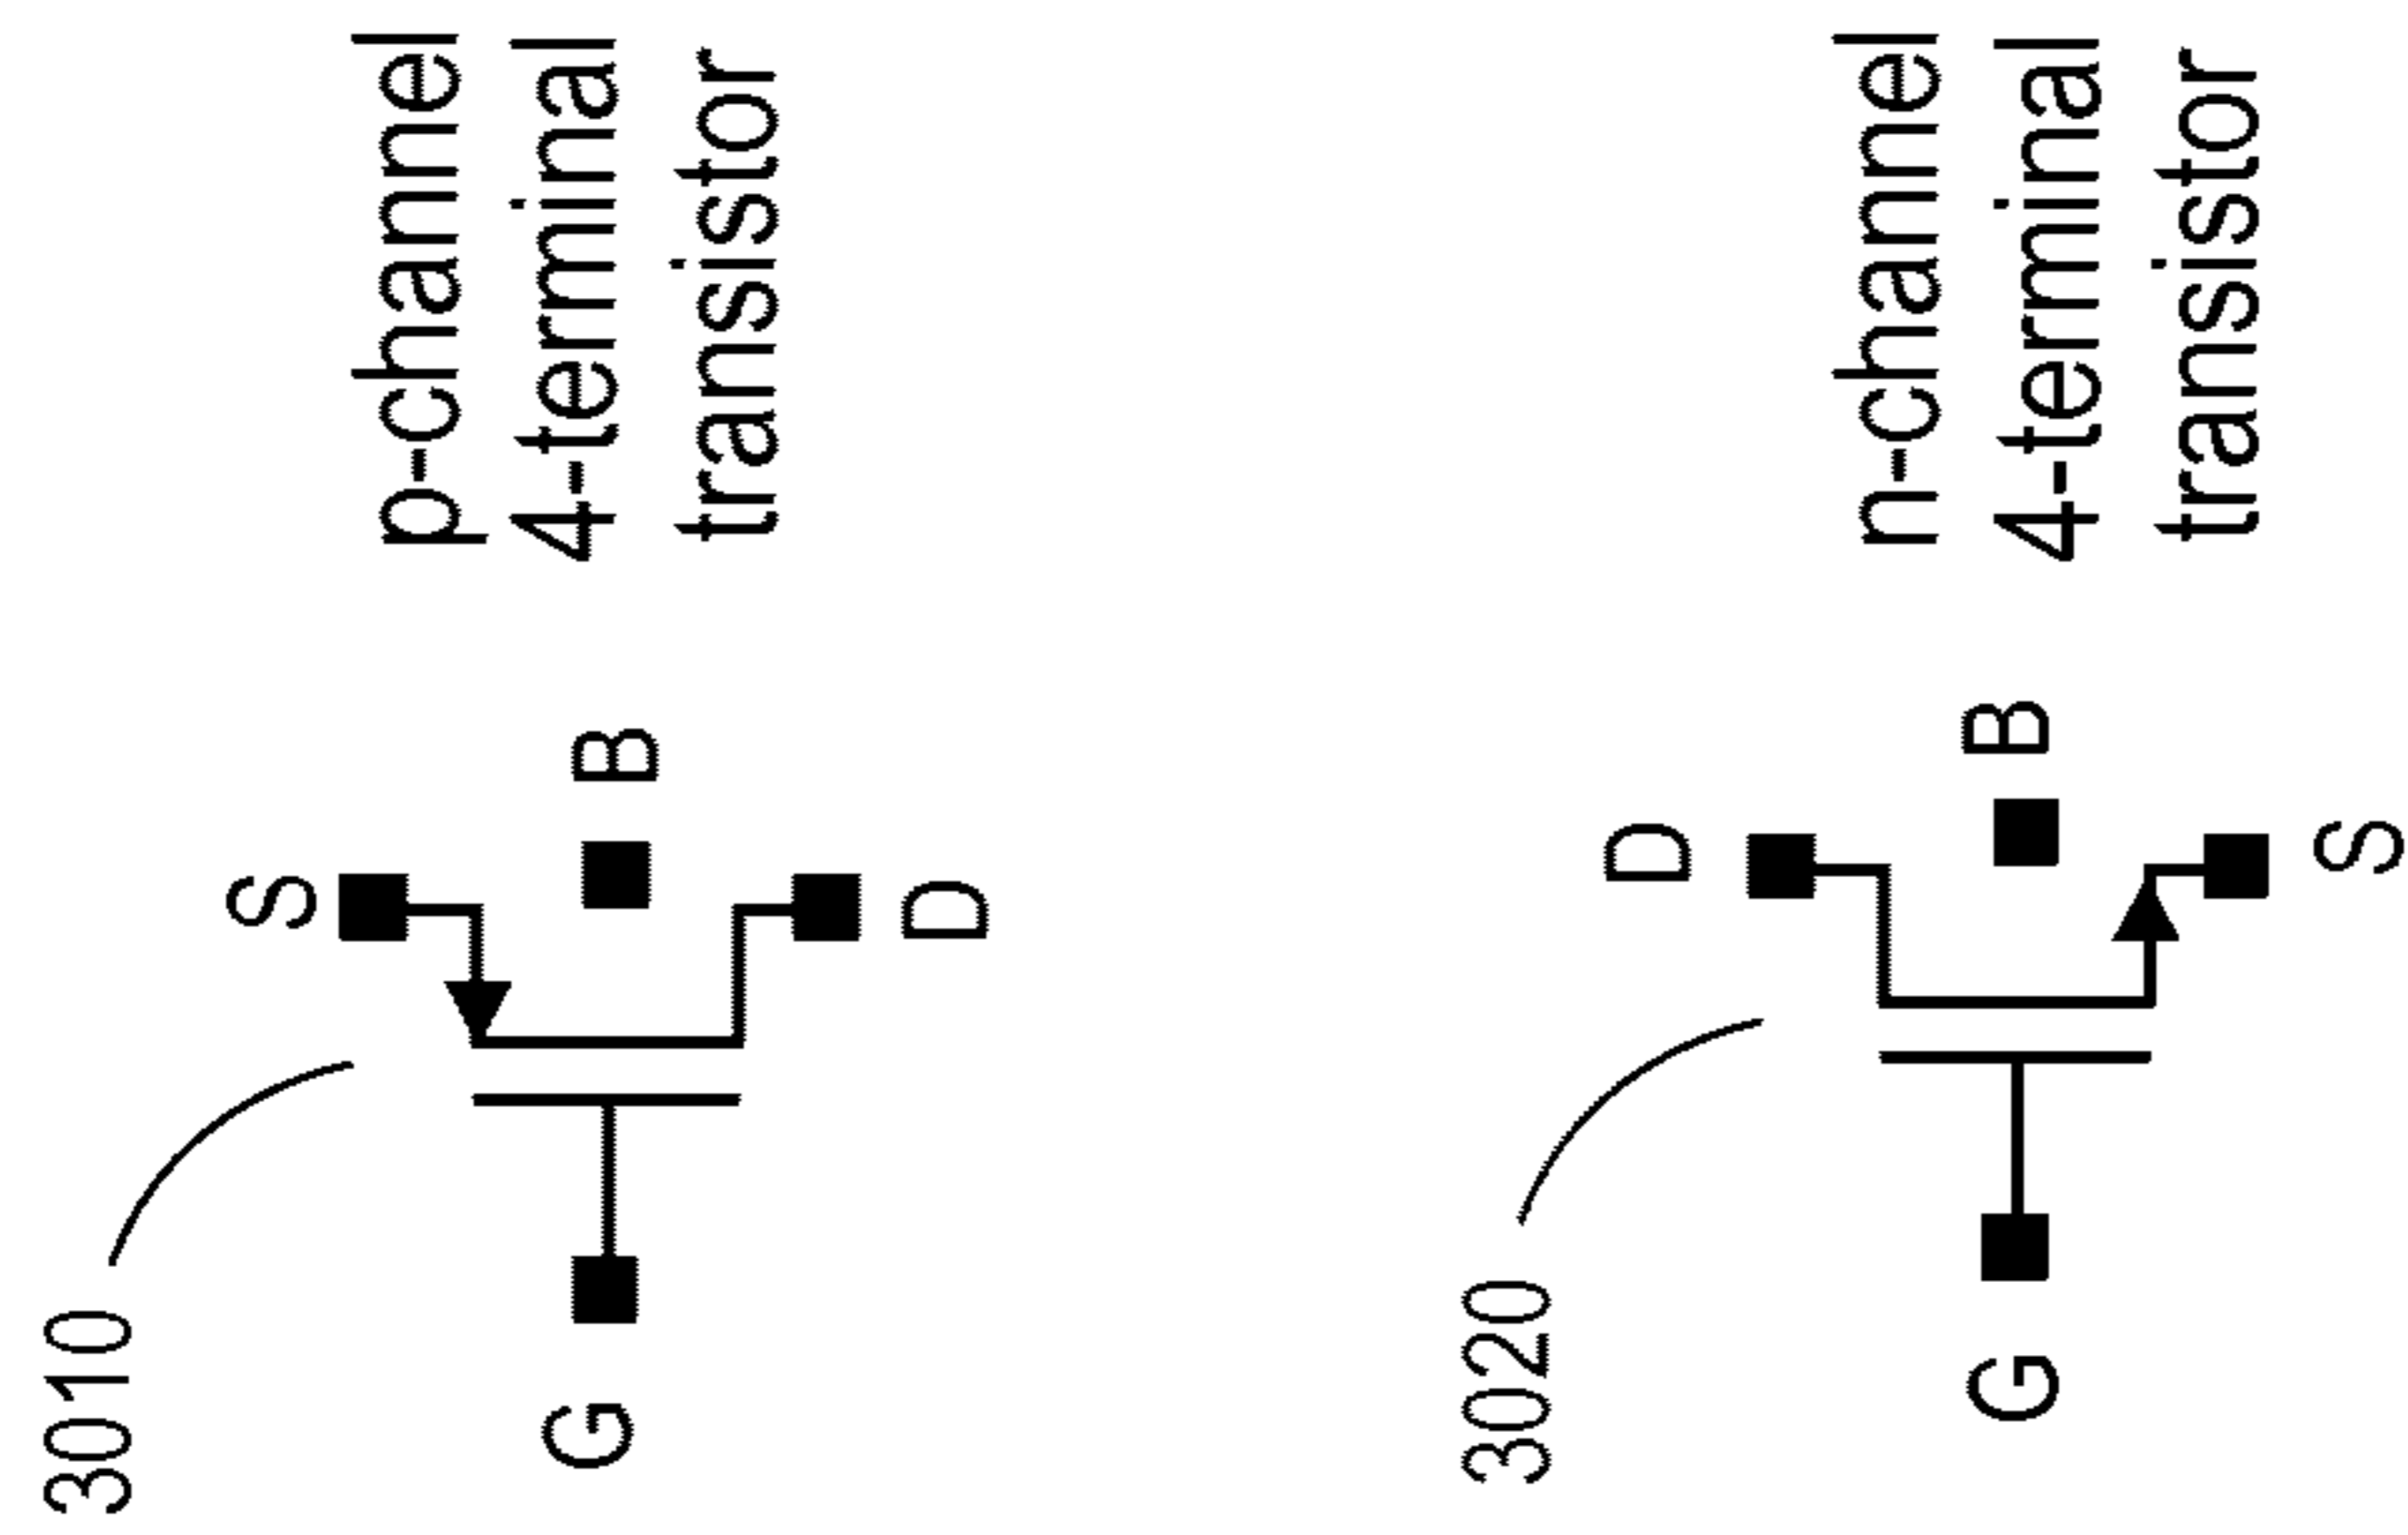 3010
S
G
B
D
p-channel
4-terminal
transistor
3020
D
G
B
S
n-channel
4-terminal
transistor